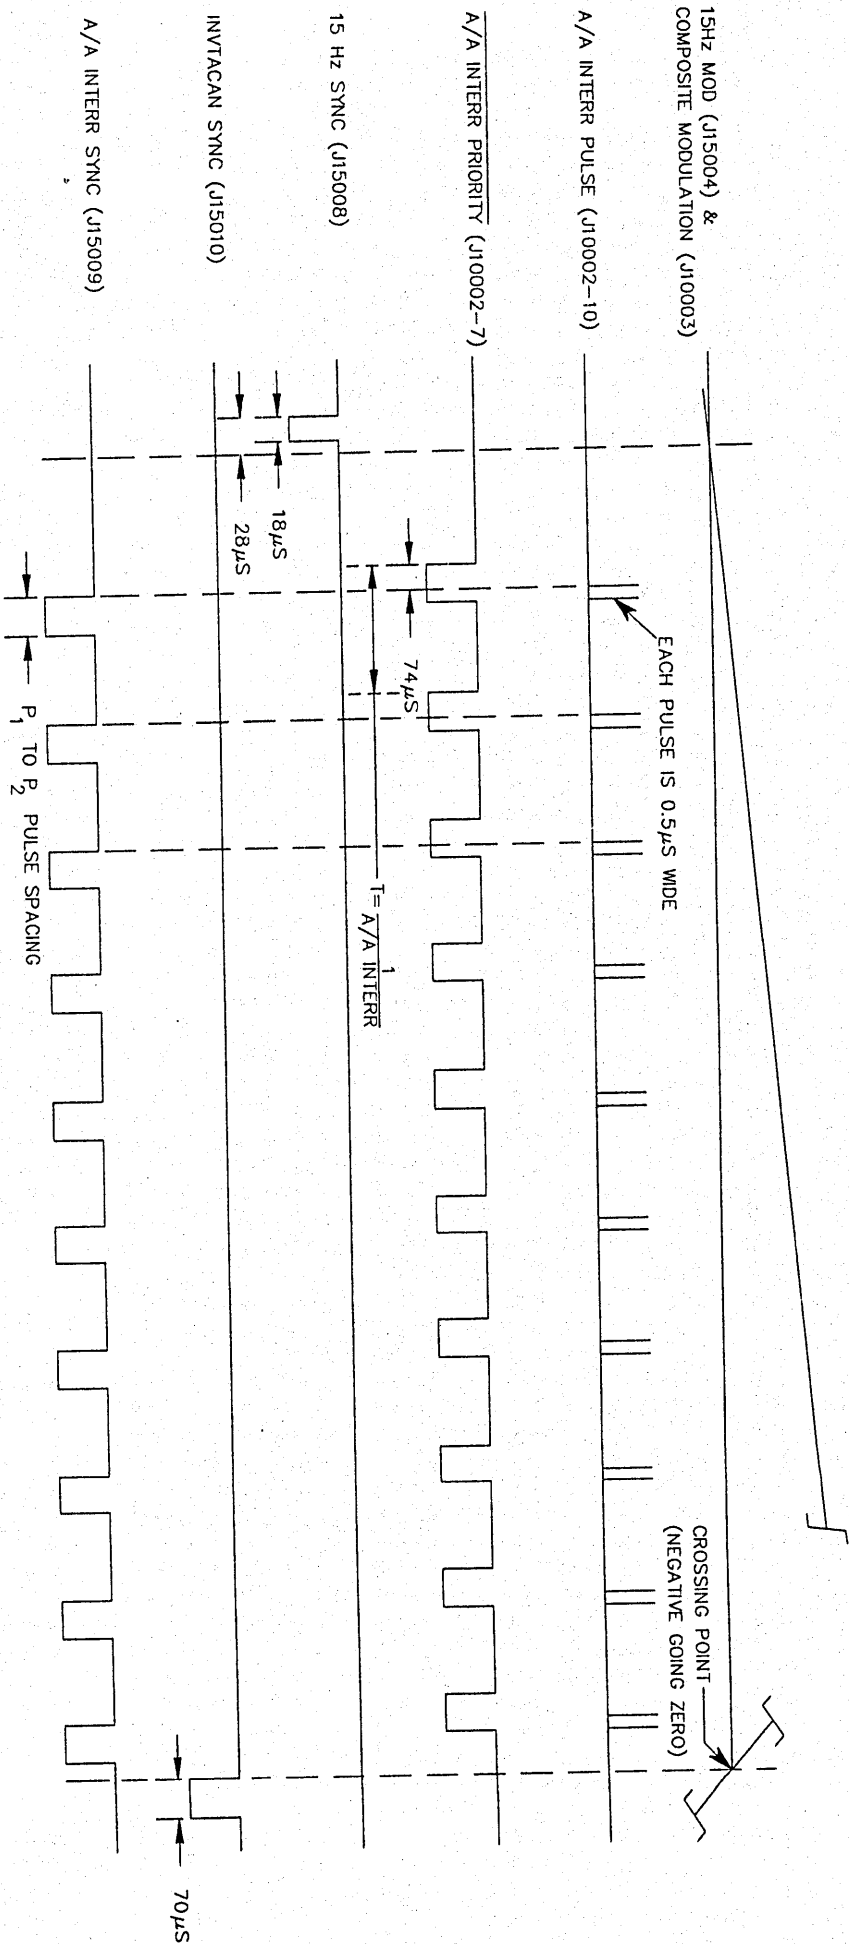 15Hz MOD (J15004) &
COMPOSITE MODULATION (J10003)
A/A INTERR PULSE (J10002-10)
EACH PULSE IS 0.5µS WIDE
CROSSING POINT
(NEGATIVE GOING ZERO)
A/A INTERR PRIORITY (J10002-7)
74µS
T= 1
A/A INTERR
15 Hz SYNC (J15008)
18µS
28µS
INVTACAN SYNC (J15010)
70µS
A/A INTERR SYNC (J15009)
P1 TO P2 PULSE SPACING